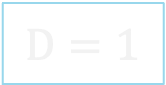 D = 1